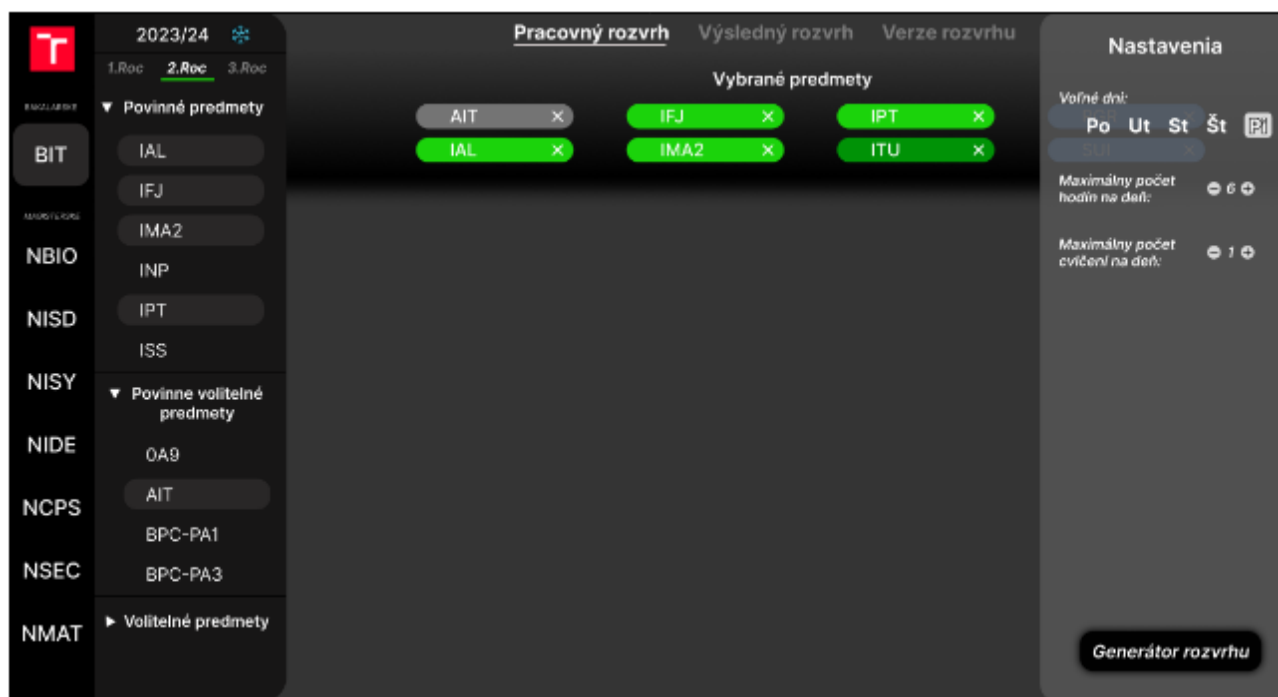 2023/24
1.Roc 2.Roc 3.Roc
BIT
NBIO
NISD
NISY
NIDE
NCPS
NSEC
NMAT
▼ Povinné predmety
IAL
IFJ
IMA2
INP
IPT
ISS
▼ Povinne volitelné
predmety
0A9
AIT
BPC-PA1
BPC-PA3
► Volitelné predmety
Pracovný rozvrh Výsledný rozvrh Verze rozvrhu
Vybrané predmety
AIT × IFJ × IPT ×
IAL × IMA2 × ITU ×
Nastavenia
Voľné dni:
Po Ut St Št Pi
SUI ×
Maximálny počet
hodín na deň:
6
Maximálny počet
cvičení na deň:
1
Generátor rozvrhu